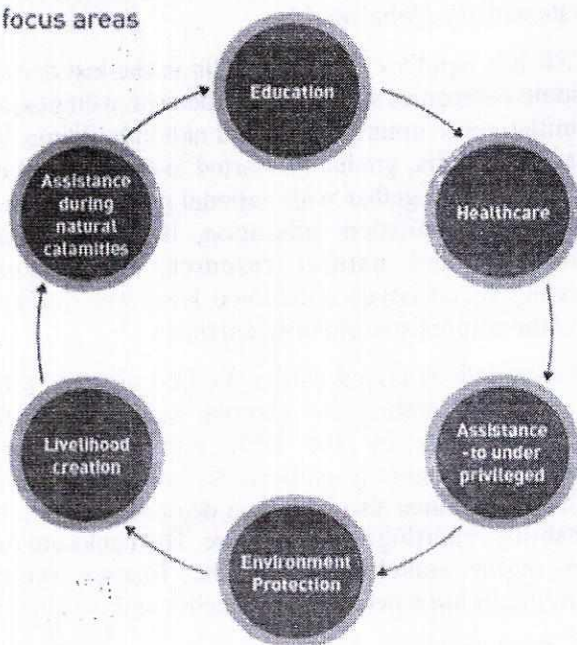 focus areas
Education
Healthcare
Assistance
-to under
privileged
Environment
Protection
Livelihood
creation
Assistance
during
natural
calamities